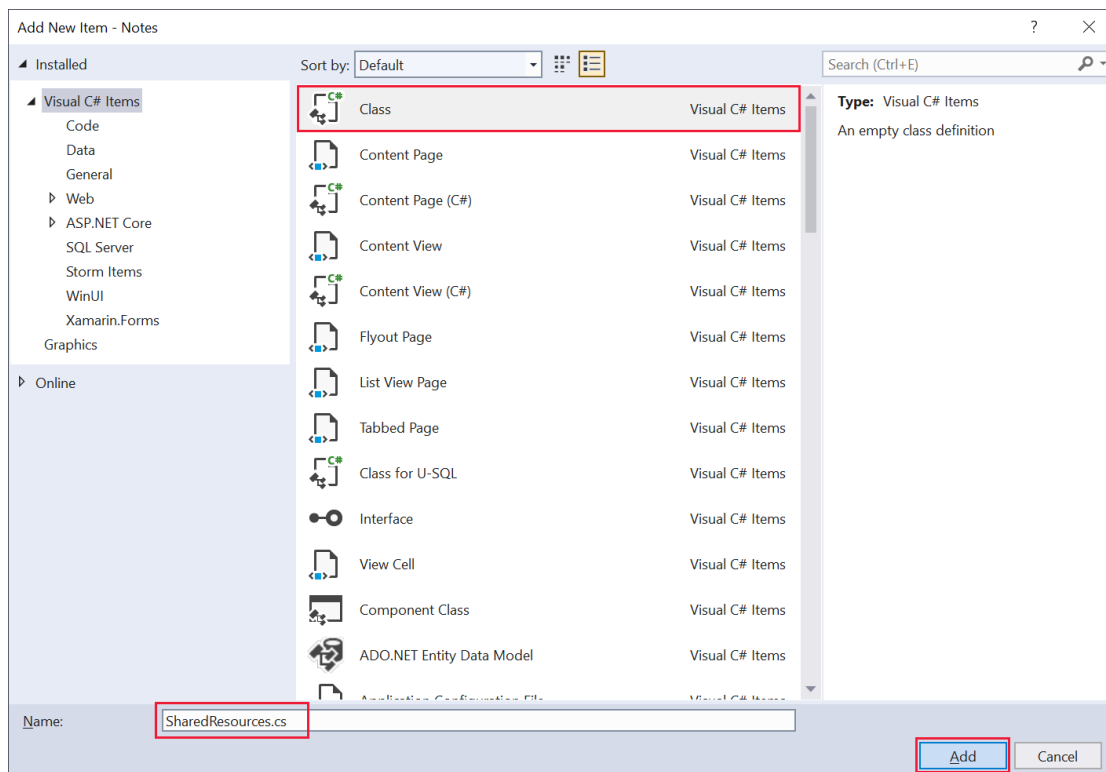 Add New Item - Notes
?
Installed
Sort by: Default
Search (Ctrl+E)
Visual C# Items
Code
Data
General
Web
ASP.NET Core
SQL Server
Storm Items
WinUI
Xamarin.Forms
Graphics
Online
C# Class Visual C# Items
Content Page Visual C# Items
C# Content Page (C#) Visual C# Items
Content View Visual C# Items
C# Content View (C#) Visual C# Items
Flyout Page Visual C# Items
List View Page Visual C# Items
Tabbed Page Visual C# Items
C# Class for U-SQL Visual C# Items
Interface Visual C# Items
View Cell Visual C# Items
Component Class Visual C# Items
ADO.NET Entity Data Model Visual C# Items
Application Configuration File Visual C# Items
Type: Visual C# Items
An empty class definition
Name: SharedResources.cs
Add Cancel